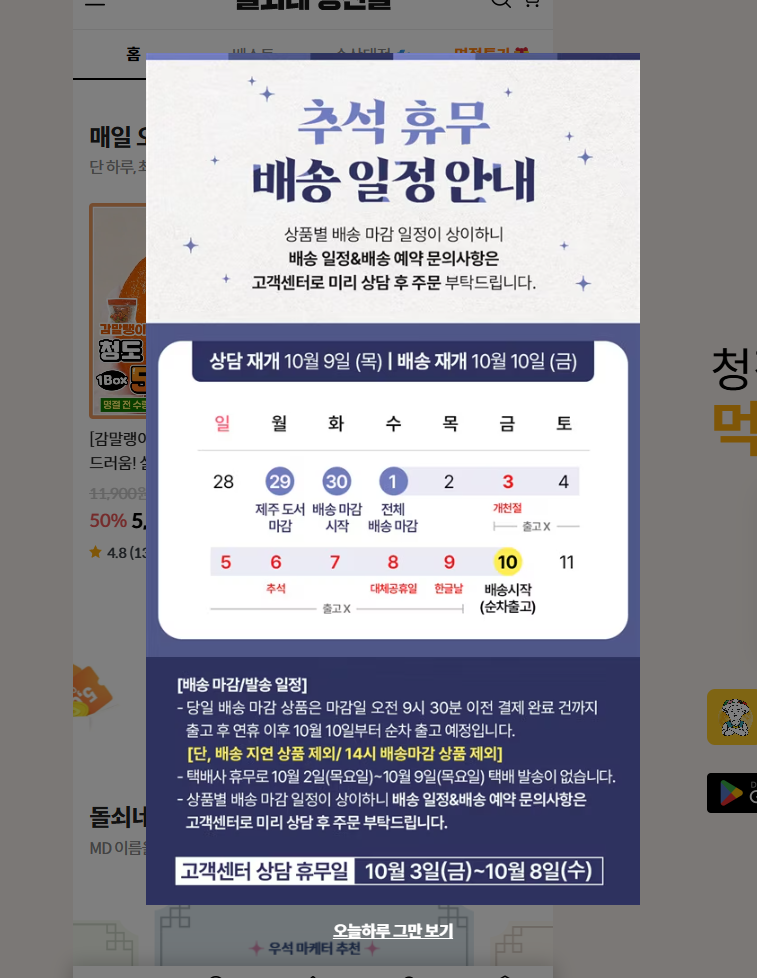 홈
추석 휴무
배송 일정 안내
매일
단 하루,
상품별 배송 마감 일정이 상이하니
배송 일정&배송 예약 문의사항은
고객센터로 미리 상담 후 주문 부탁드립니다.
상담 재개 10월 9일 (목) | 배송 재개 10월 10일 (금)
일 월 화 수 목 금 토
28 29 30 1 2 3 4
제주 도서 마감
배송 마감 시작
전체 배송 마감
개천절
출고 X
5 6 7 8 9 10 11
추석
대체공휴일
한글날
배송시작
(순차출고)
출고 X
청도
1Box
[감말랭이
드러움!
11,900원
50% 5,
4.8
[배송 마감/발송 일정]
- 당일 배송 마감 상품은 마감일 오전 9시 30분 이전 결제 완료 건까지
출고 후 연휴 이후 10월 10일부터 순차 출고 예정입니다.
[단, 배송 지연 상품 제외/ 14시 배송마감 상품 제외]
- 택배사 휴무로 10월 2일(목요일)~10월 9일(목요일) 택배 발송이 없습니다.
- 상품별 배송 마감 일정이 상이하니 배송 일정&배송 예약 문의사항은
고객센터로 미리 상담 후 주문 부탁드립니다.
고객센터 상담 휴무일 10월 3일(금)~10월 8일(수)
돌쇠네
MD 이름을
오늘하루 그만 보기
우석 마케터 추천